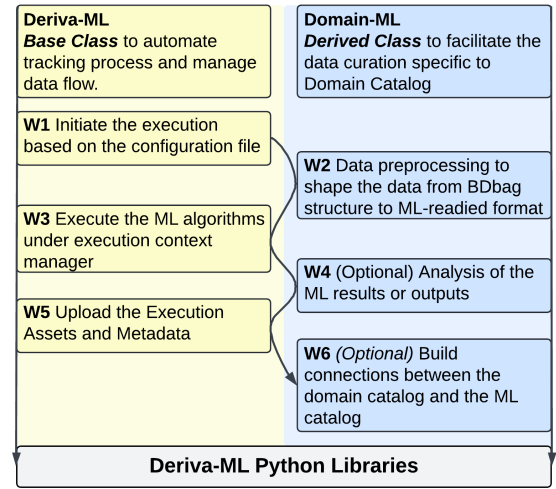 Deriva-ML
Base Class to automate
tracking process and manage
data flow.
Domain-ML
Derived Class to facilitate the
data curation specific to
Domain Catalog
W1 Initiate the execution
based on the configuration file
W2 Data preprocessing to
shape the data from BDbag
structure to ML-readied format
W3 Execute the ML algorithms
under execution context
manager
W4 (Optional) Analysis of the
ML results or outputs
W5 Upload the Execution
Assets and Metadata
W6 (Optional) Build
connections between the
domain catalog and the ML
catalog
Deriva-ML Python Libraries